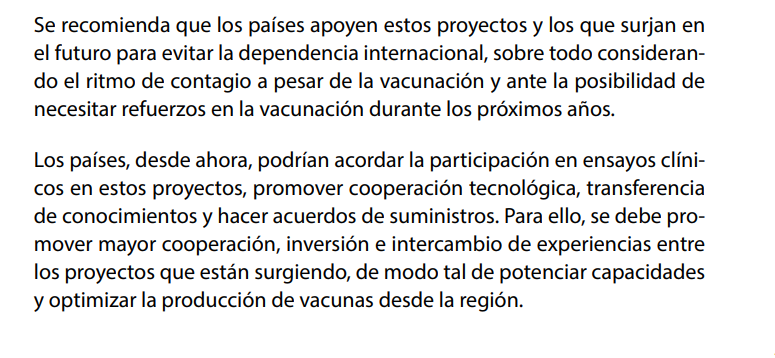 Se recomienda que los países apoyen estos proyectos y los que surjan en
el futuro para evitar la dependencia internacional, sobre todo consideran-
do el ritmo de contagio a pesar de la vacunación y ante la posibilidad de
necesitar refuerzos en la vacunación durante los próximos años.
Los países, desde ahora, podrían acordar la participación en ensayos clíni-
cos en estos proyectos, promover cooperación tecnológica, transferencia
de conocimientos y hacer acuerdos de suministros. Para ello, se debe pro-
mover mayor cooperación, inversión e intercambio de experiencias entre
los proyectos que están surgiendo, de modo tal de potenciar capacidades
y optimizar la producción de vacunas desde la región.